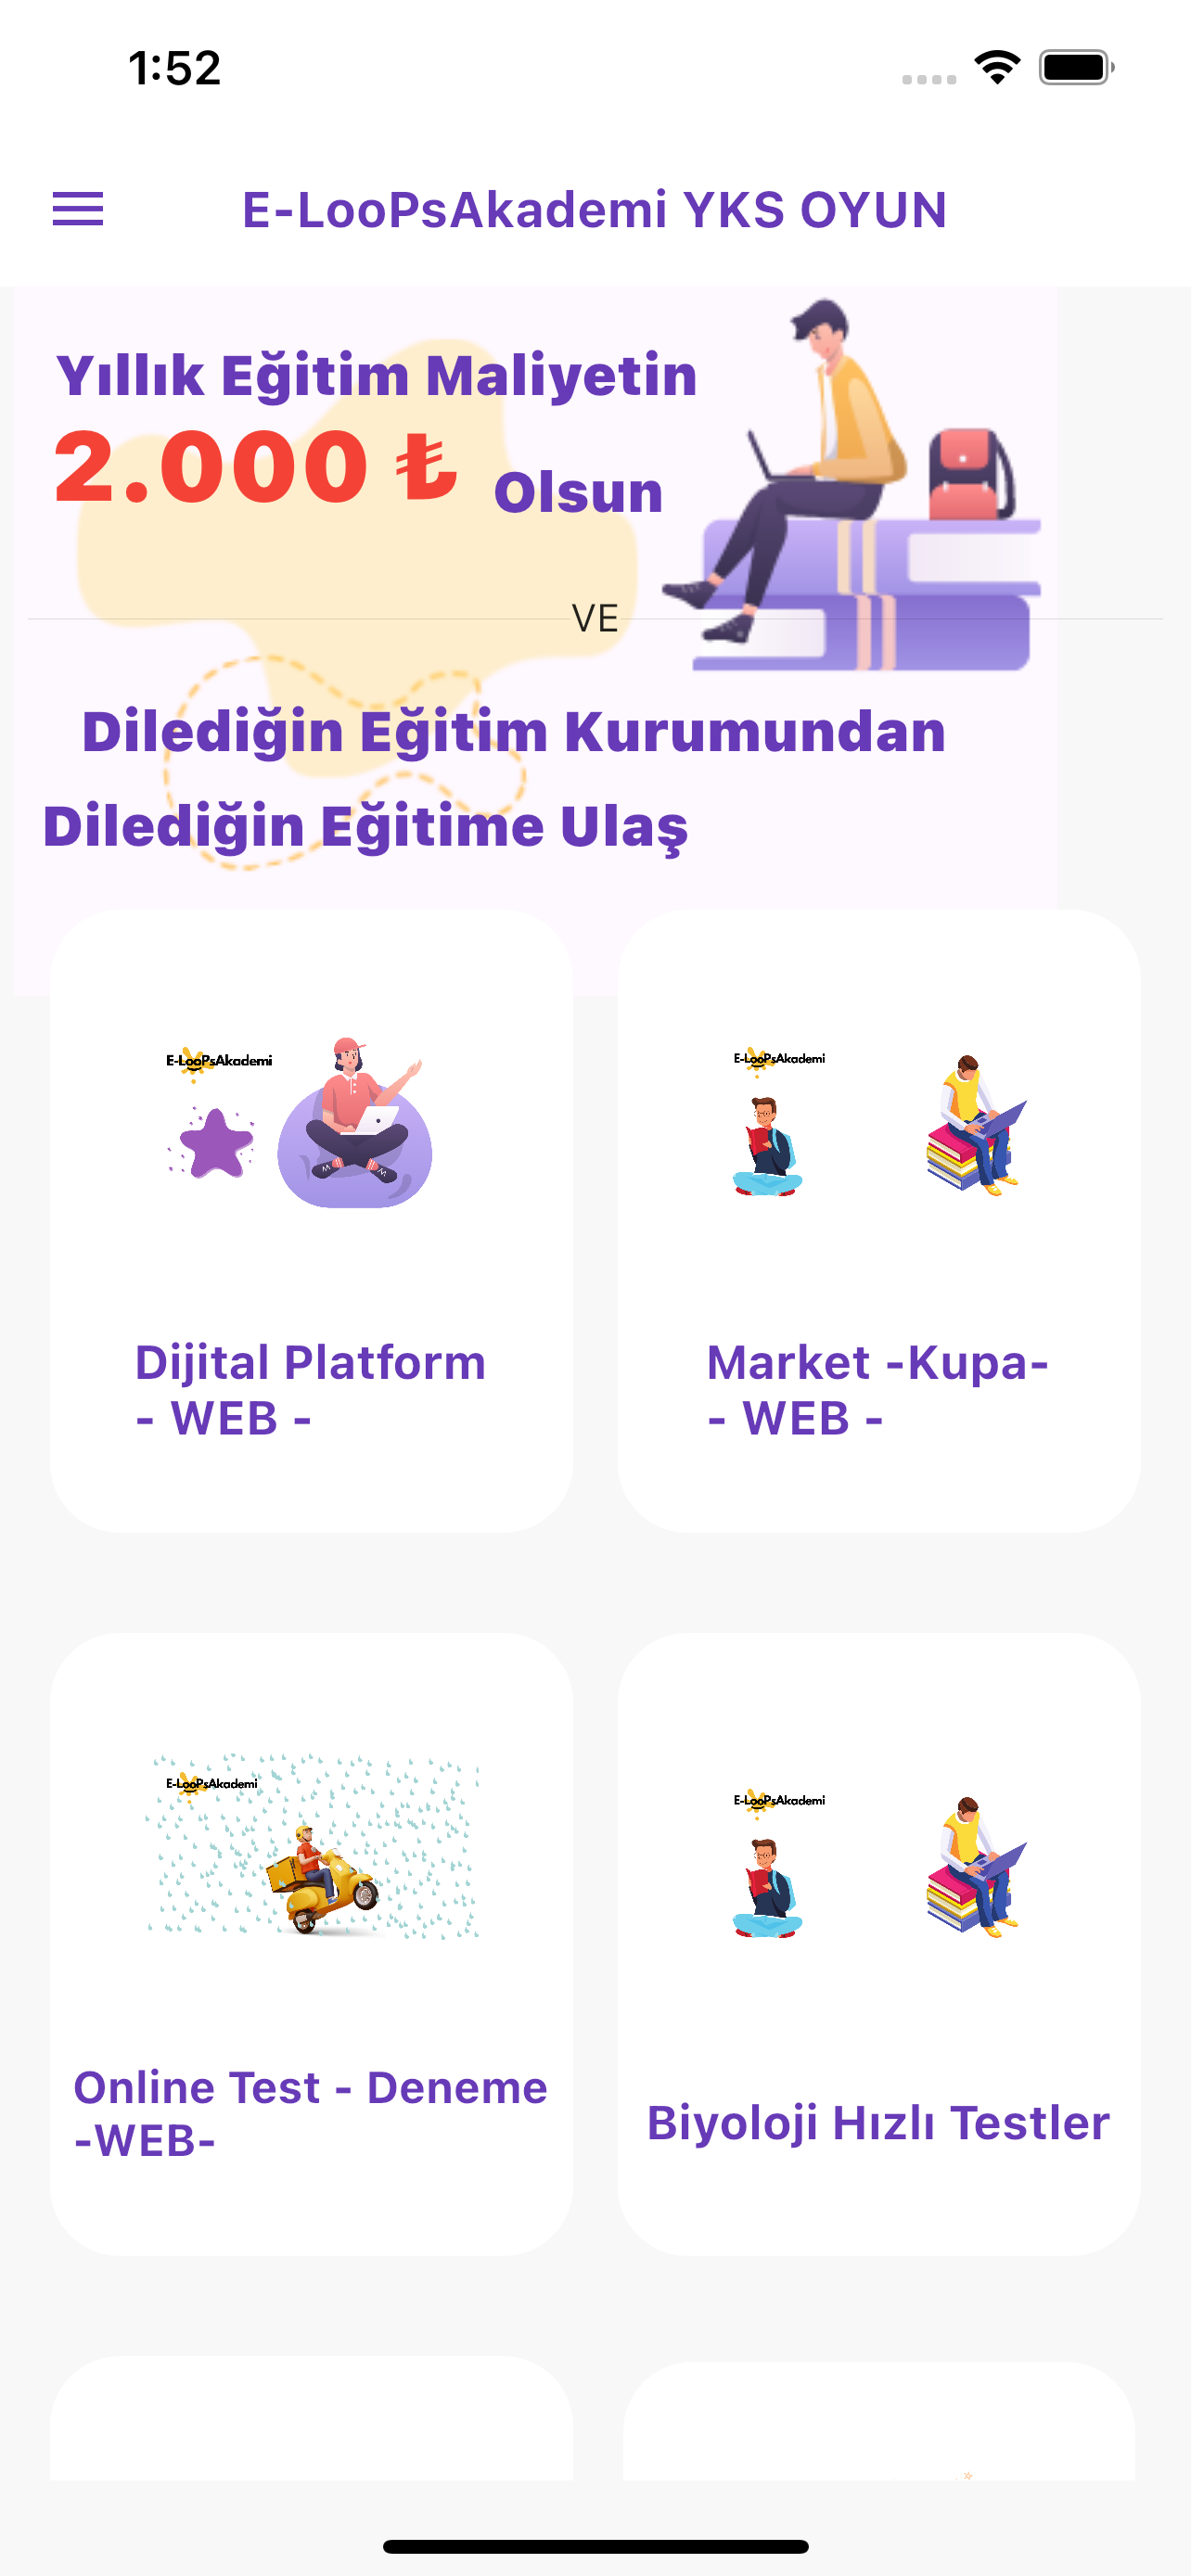 1:52
E-LooPsAkademi YKS OYUN
Yıllık Eğitim Maliyetin
2.000 ₺ Olsun
VE
Dilediğin Eğitim Kurumundan
Dilediğin Eğitime Ulaş
E-LooPsAkademi
Dijital Platform
- WEB -
E-LooPsAkademi
Market -Kupa-
- WEB -
E-LooPsAkademi
Online Test - Deneme
-WEB-
E-LooPsAkademi
Biyoloji Hızlı Testler